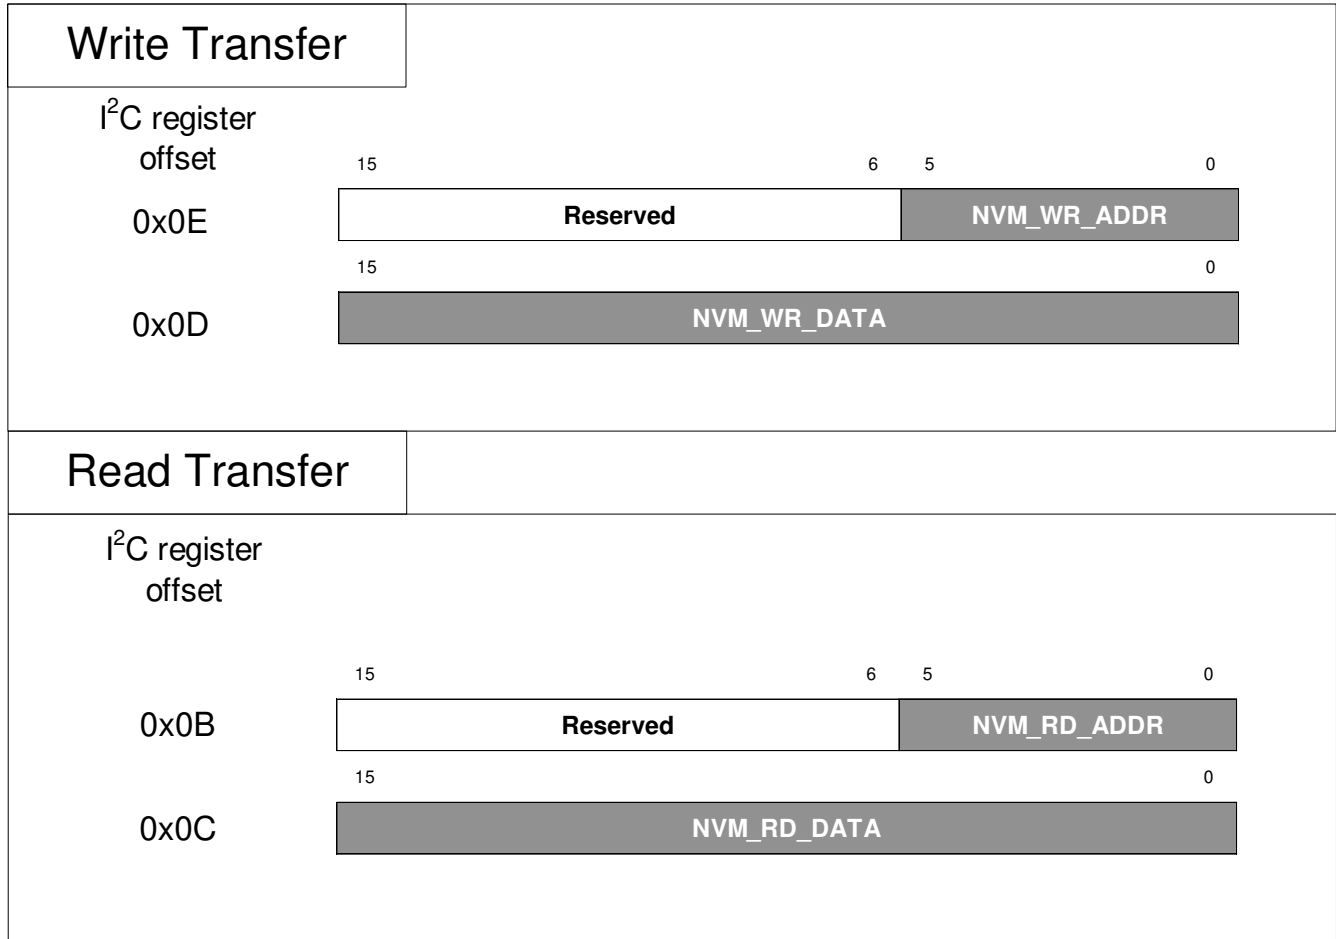 Write Transfer
I²C register
offset
15 6 5 0
0x0E Reserved NVM_WR_ADDR
15 0
0x0D NVM_WR_DATA
Read Transfer
I²C register
offset
15 6 5 0
0x0B Reserved NVM_RD_ADDR
15 0
0x0C NVM_RD_DATA